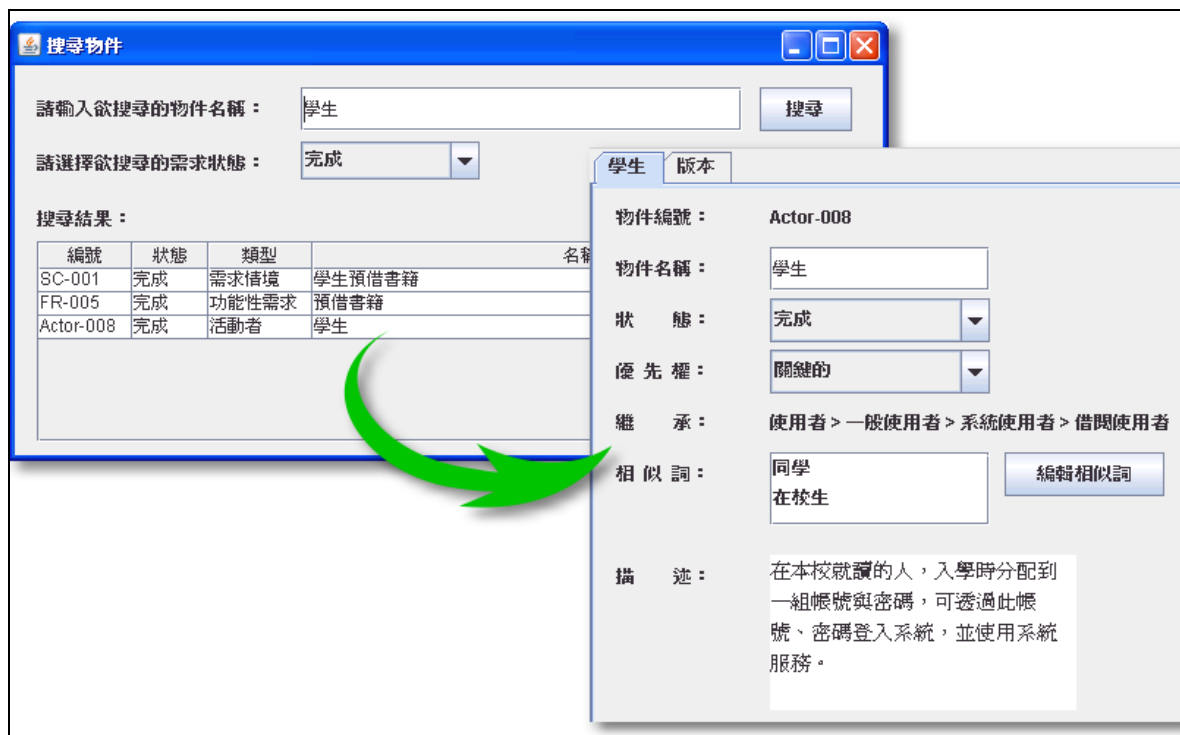 搜尋物件
請輸入欲搜尋的物件名稱： 學生 搜尋
請選擇欲搜尋的需求狀態： 完成
搜尋結果：
編號 狀態 類型 名稱
SC-001 完成 需求情境 學生預借書籍
FR-005 完成 功能性需求 預借書籍
Actor-008 完成 活動者 學生
學生 版本
物件編號： Actor-008
物件名稱： 學生
狀 態： 完成
優 先 權： 關鍵的
繼 承： 使用者 > 一般使用者 > 系統使用者 > 借閱使用者
相 似 詞： 同學 編輯相似詞
在校生
描 述： 在本校就讀的人，入學時分配到
一組帳號與密碼，可透過此帳
號、密碼登入系統，並使用系統
服務。